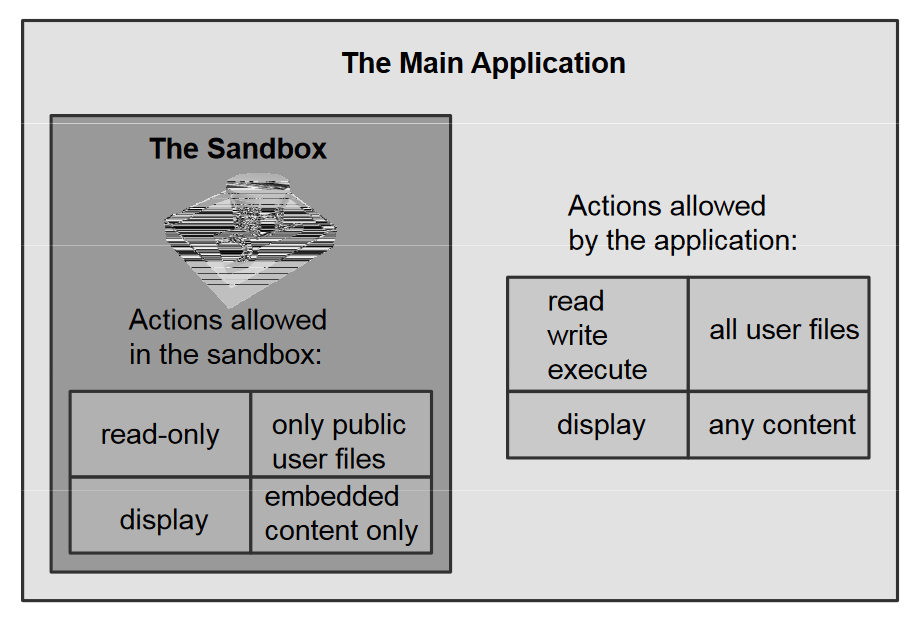 The Main Application
The Sandbox
Actions allowed
in the sandbox:
read-only
only public
user files
display
embedded
content only
Actions allowed
by the application:
read
write
execute
all user files
display
any content